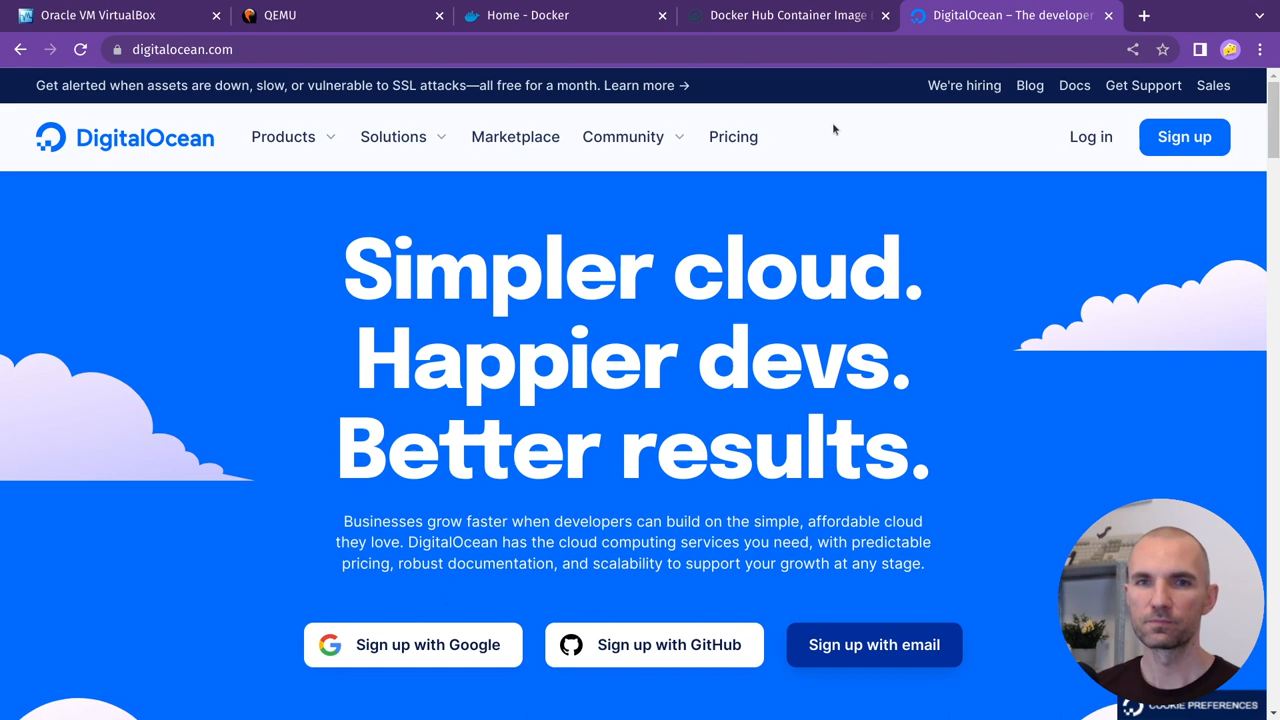 Oracle VM VirtualBox
QEMU
Home - Docker
Docker Hub Container Image
DigitalOcean – The developer
digitalocean.com
Get alerted when assets are down, slow, or vulnerable to SSL attacks—all free for a month. Learn more →
We're hiring
Blog
Docs
Get Support
Sales
DigitalOcean
Products
Solutions
Marketplace
Community
Pricing
Log in
Sign up
Simpler cloud.
Happier devs.
Better results.
Businesses grow faster when developers can build on the simple, affordable cloud
they love. DigitalOcean has the cloud computing services you need, with predictable
pricing, robust documentation, and scalability to support your growth at any stage.
Sign up with Google
Sign up with GitHub
Sign up with email
COOKIE PREFERENCES